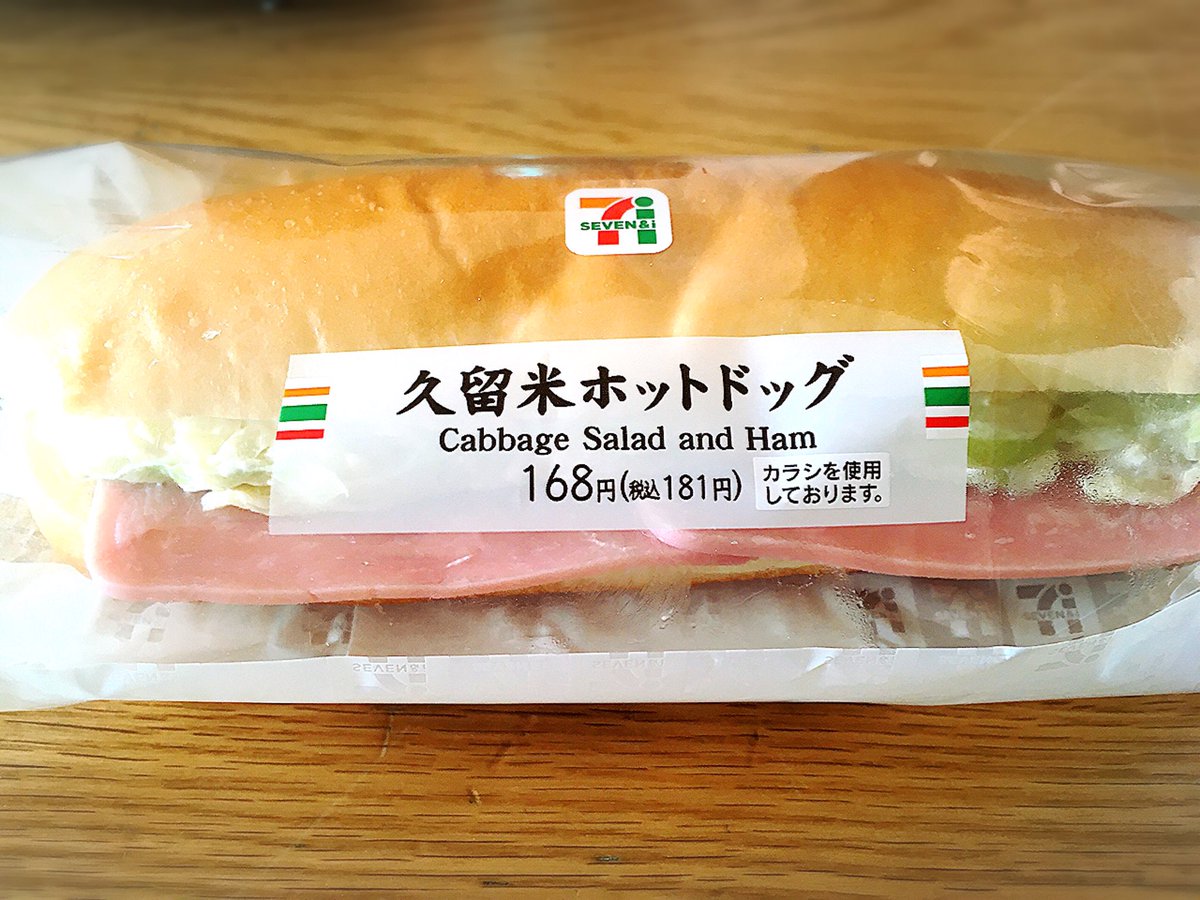 SEVEN&i
久留米ホットドッグ
Cabbage Salad and Ham
168円(税込181円)
カラシを使用
しております。
SEVEN&i